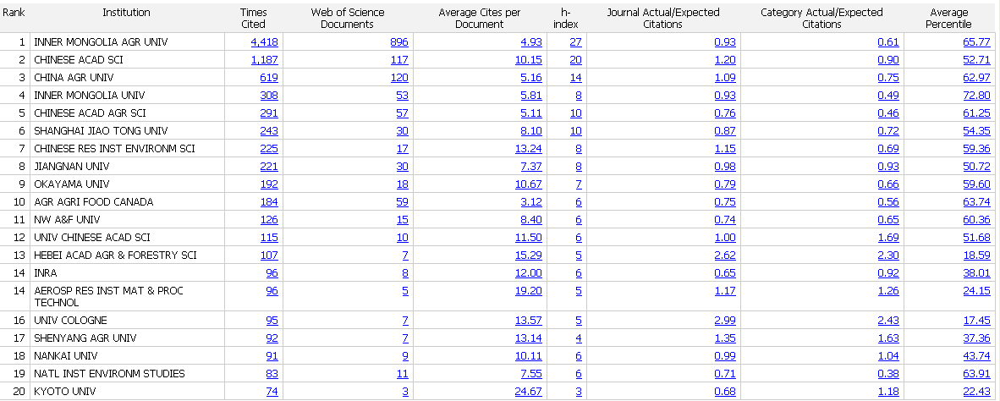 Rank Institution Times Cited Web of Science Documents Average Cites per Document h-index Journal Actual/Expected Citations Category Actual/Expected Citations Average Percentile
1 INNER MONGOLIA AGR UNIV 4,418 896 4.93 27 0.93 0.61 65.77
2 CHINESE ACAD SCI 1,187 117 10.15 20 1.20 0.90 52.71
3 CHINA AGR UNIV 619 120 5.16 14 1.09 0.75 62.97
4 INNER MONGOLIA UNIV 308 53 5.81 8 0.93 0.49 72.80
5 CHINESE ACAD AGR SCI 291 57 5.11 10 0.76 0.46 61.25
6 SHANGHAI JIAO TONG UNIV 243 30 8.10 10 0.87 0.72 54.35
7 CHINESE RES INST ENVIRONM SCI 225 17 13.24 8 1.15 0.69 59.36
8 JIANGNAN UNIV 221 30 7.37 8 0.98 0.93 50.72
9 OKAYAMA UNIV 192 18 10.67 7 0.79 0.66 59.60
10 AGR AGRI FOOD CANADA 184 59 3.12 6 0.75 0.56 63.74
11 NW A&F UNIV 126 15 8.40 6 0.74 0.65 60.36
12 UNIV CHINESE ACAD SCI 115 10 11.50 6 1.00 1.69 51.68
13 HEBEI ACAD AGR & FORESTRY SCI 107 7 15.29 5 2.62 2.30 18.59
14 INRA 96 8 12.00 6 0.65 0.92 38.01
14 AEROSP RES INST MAT & PROC TECHNOL 96 5 19.20 5 1.17 1.26 24.15
16 UNIV COLOGNE 95 7 13.57 5 2.99 2.43 17.45
17 SHENYANG AGR UNIV 92 7 13.14 4 1.35 1.63 37.36
18 NANKAI UNIV 91 9 10.11 6 0.99 1.04 43.74
19 NATL INST ENVIRONM STUDIES 83 11 7.55 6 0.71 0.38 63.91
20 KYOTO UNIV 74 3 24.67 3 0.68 1.18 22.43